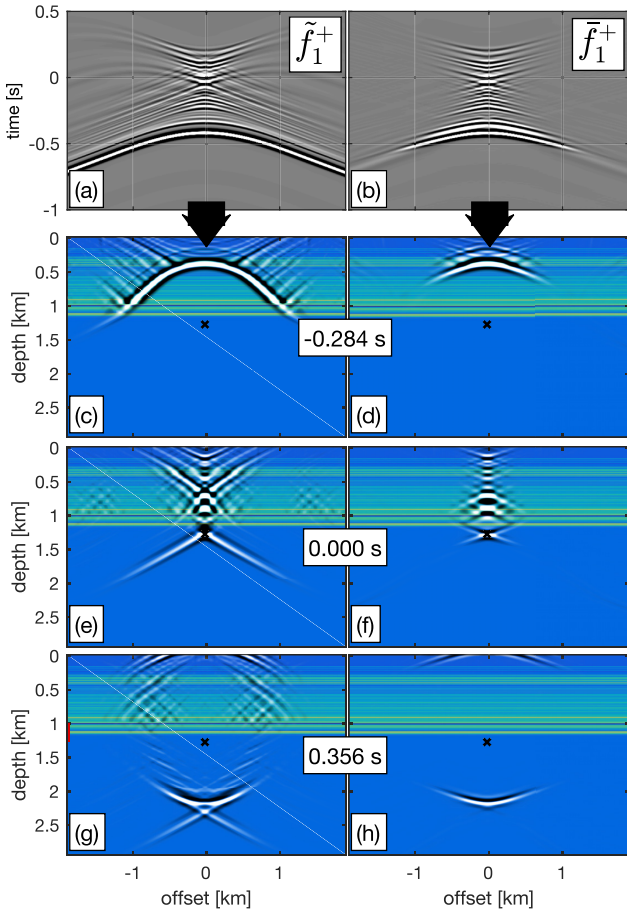 f̃₁⁺ f̄₁⁺
time [s]
0.5
0
-0.5
-1
(a) (b)
0
0.5
1
1.5
2
2.5
depth [km]
-0.284 s
(c) (d)
0
0.5
1
1.5
2
2.5
depth [km]
0.000 s
(e) (f)
0
0.5
1
1.5
2
2.5
depth [km]
0.356 s
(g) (h)
-1 0 1 -1 0 1
offset [km] offset [km]